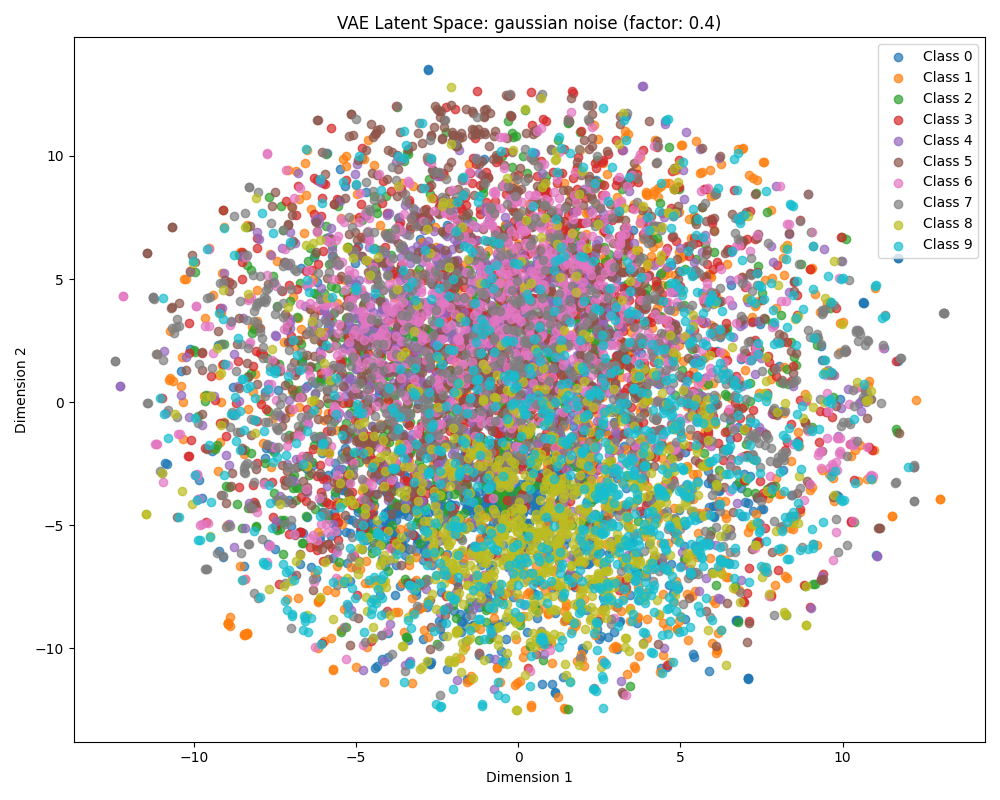 VAE Latent Space: gaussian noise (factor: 0.4)
Class 0
Class 1
Class 2
Class 3
Class 4
Class 5
Class 6
Class 7
Class 8
Class 9
10
5
0
−5
−10
Dimension 2
−10
−5
0
5
10
Dimension 1